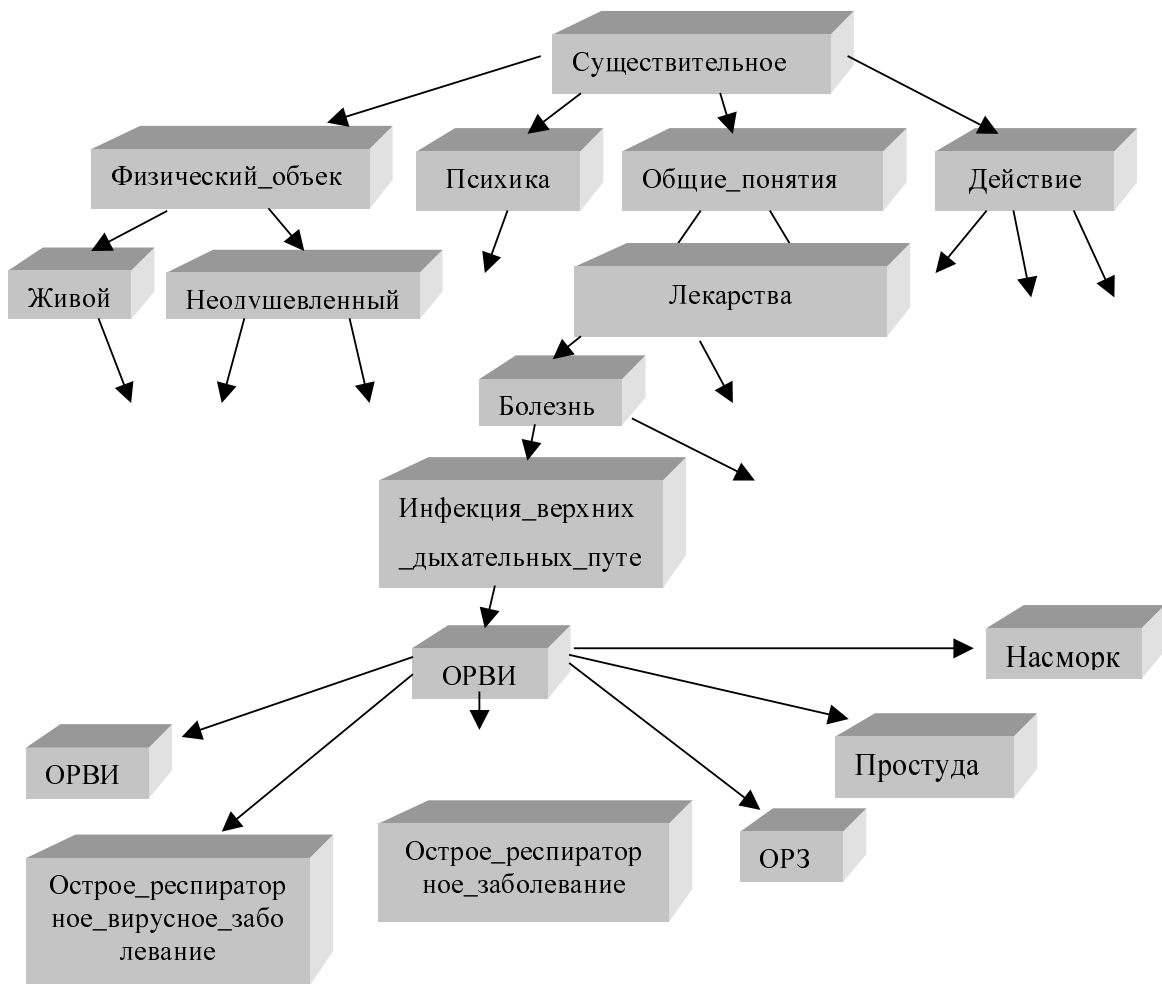 Существительное
Физический_объек
Психика
Общие_понятия
Действие
Живой
Неодушевленный
Лекарства
Болезнь
Инфекция_верхних
_дыхательных_путе
ОРВИ
Насморк
ОРВИ
Простуда
Острое_респиратор
ное_вирусное_забо
левание
Острое_респиратор
ное_заболевание
ОРЗ